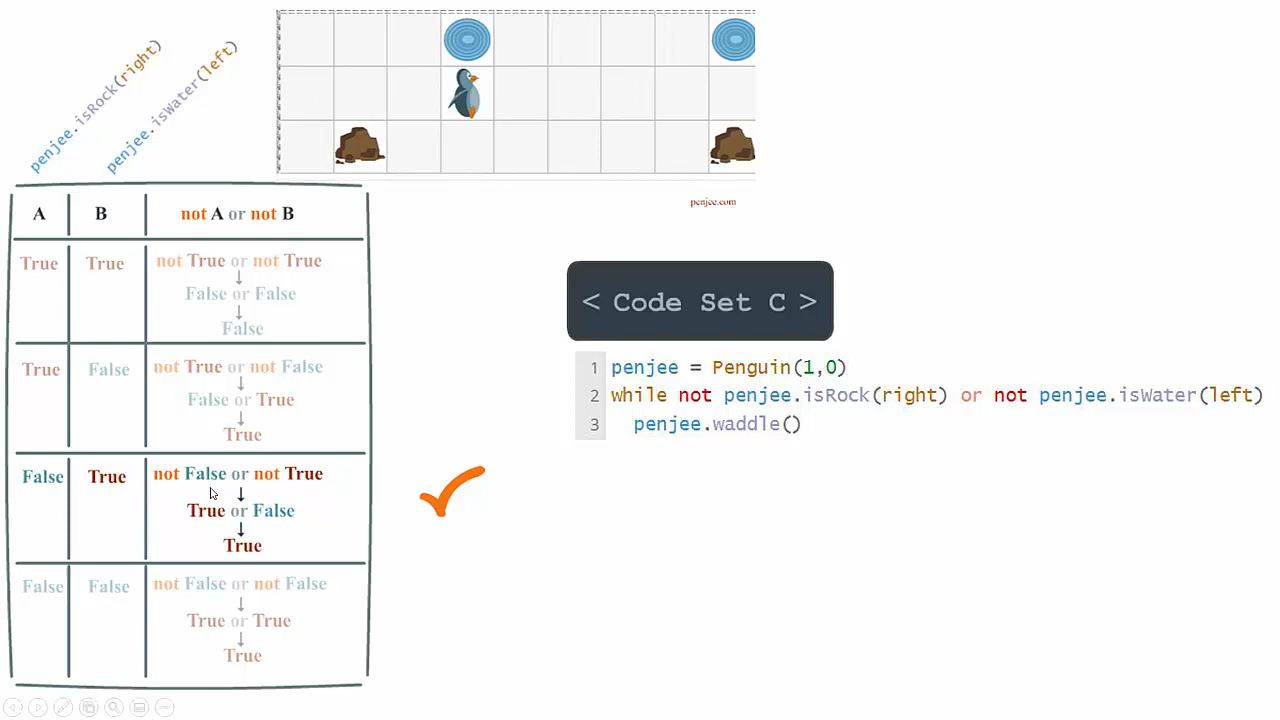 penjee.isRock(right)
penjee.isWater(left)
penjee.com
A B not A or not B
True True not True or not True
False or False
False
True False not True or not False
False or True
True
False True not False or not True
True or False
True
False False not False or not False
True or True
True
< Code Set C >
1 penjee = Penguin(1,0)
2 while not penjee.isRock(right) or not penjee.isWater(left)
3 penjee.waddle()